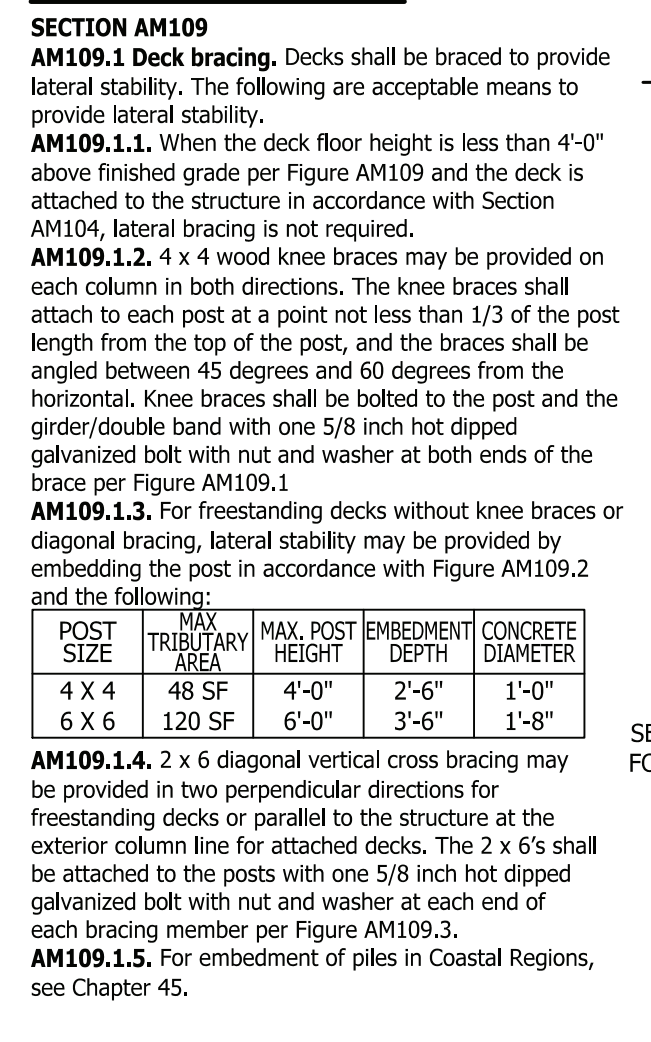 SECTION AM109
AM109.1 Deck bracing. Decks shall be braced to provide
lateral stability. The following are acceptable means to
provide lateral stability.
AM109.1.1. When the deck floor height is less than 4'-0"
above finished grade per Figure AM109 and the deck is
attached to the structure in accordance with Section
AM104, lateral bracing is not required.
AM109.1.2. 4 x 4 wood knee braces may be provided on
each column in both directions. The knee braces shall
attach to each post at a point not less than 1/3 of the post
length from the top of the post, and the braces shall be
angled between 45 degrees and 60 degrees from the
horizontal. Knee braces shall be bolted to the post and the
girder/double band with one 5/8 inch hot dipped
galvanized bolt with nut and washer at both ends of the
brace per Figure AM109.1
AM109.1.3. For freestanding decks without knee braces or
diagonal bracing, lateral stability may be provided by
embedding the post in accordance with Figure AM109.2
and the following:
POST SIZE MAX TRIBUTARY AREA MAX. POST HEIGHT EMBEDMENT DEPTH CONCRETE DIAMETER
4 X 4 48 SF 4'-0" 2'-6" 1'-0"
6 X 6 120 SF 6'-0" 3'-6" 1'-8"
AM109.1.4. 2 x 6 diagonal vertical cross bracing may
be provided in two perpendicular directions for
freestanding decks or parallel to the structure at the
exterior column line for attached decks. The 2 x 6's shall
be attached to the posts with one 5/8 inch hot dipped
galvanized bolt with nut and washer at each end of
each bracing member per Figure AM109.3.
AM109.1.5. For embedment of piles in Coastal Regions,
see Chapter 45.